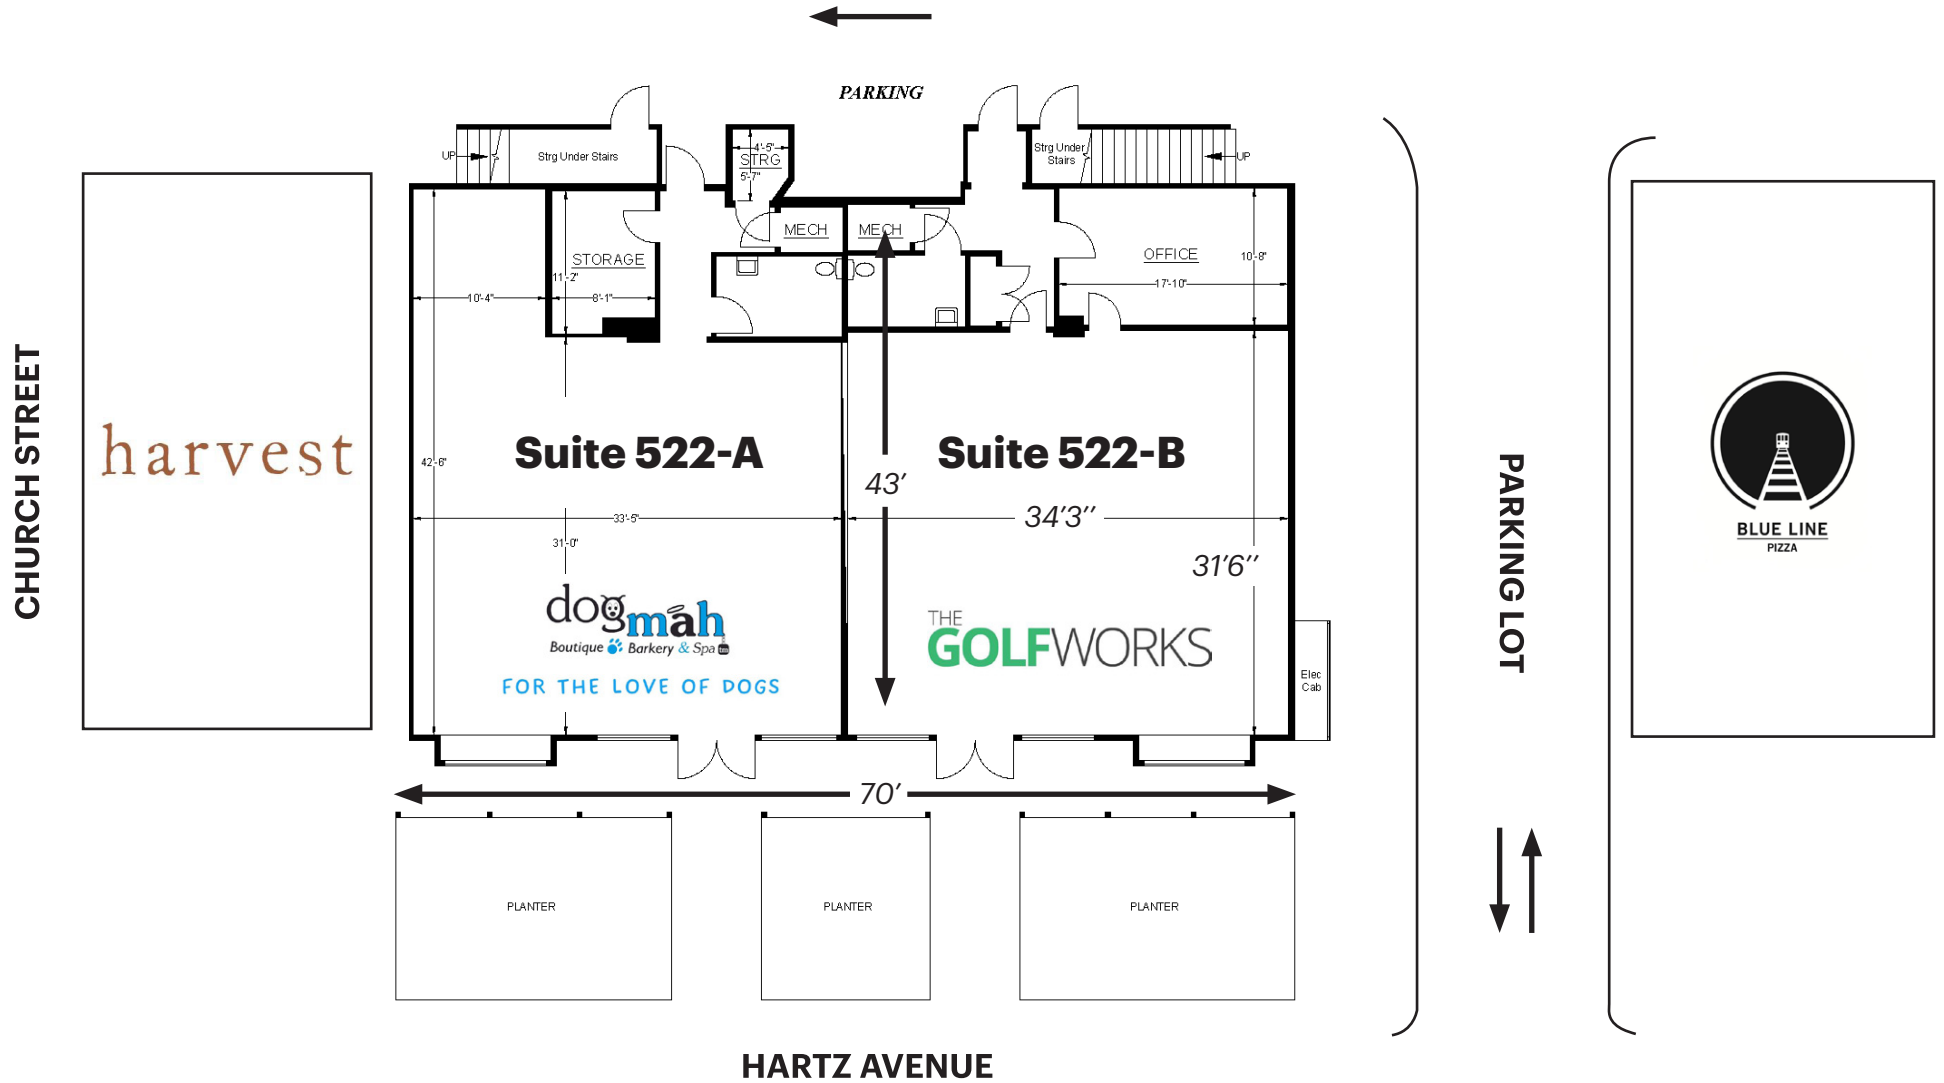 PARKING
UP
Strg Under Stairs
4'-5"
STRG
5'-7"
Strg Under
Stairs
UP
MECH
MECH
STORAGE
OFFICE
11'-2"
10'-8"
10'-4"
8'-1"
17'-10"
CHURCH STREET
harvest
Suite 522-A
Suite 522-B
42'-6"
43’
33'-5"
34’3’’
31'-0"
31’6’’
dogmah
Boutique Barkery & Spa
FOR THE LOVE OF DOGS
THE
GOLFWORKS
Elec
Cab
PARKING LOT
BLUE LINE
PIZZA
70’
PLANTER
PLANTER
PLANTER
HARTZ AVENUE